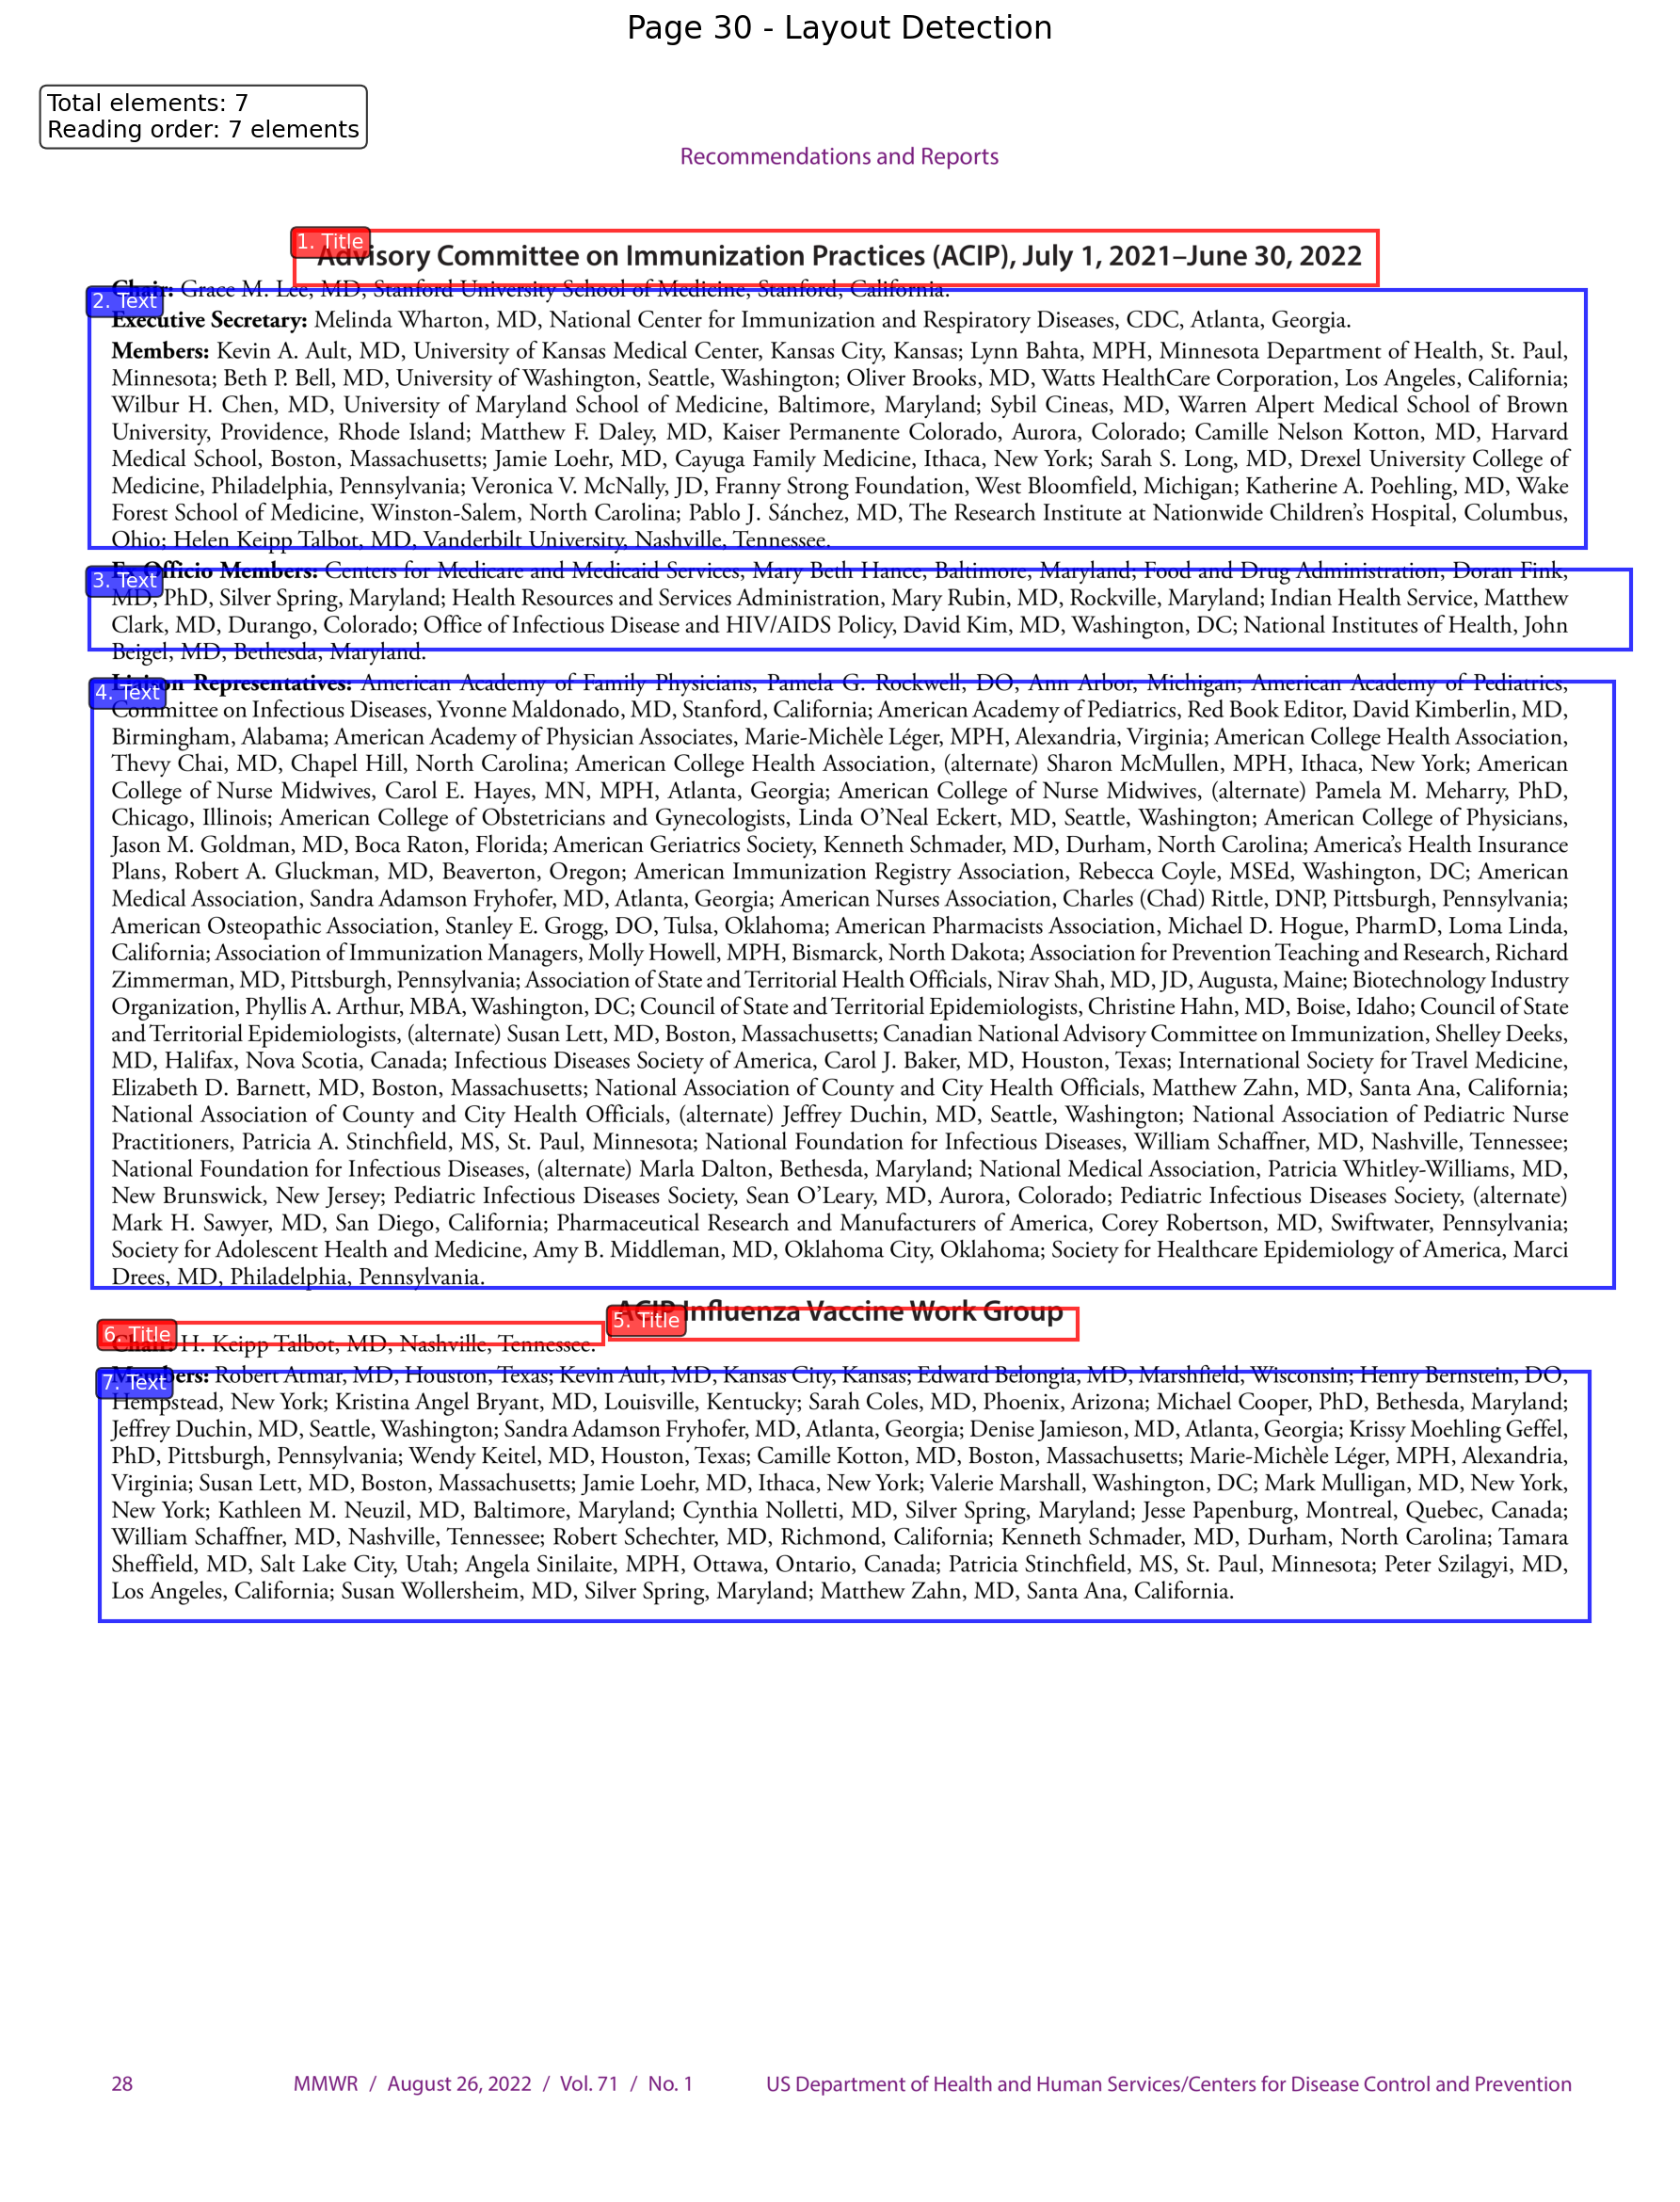 Page 30 - Layout Detection
Total elements: 7
Reading order: 7 elements
Recommendations and Reports
1. Title
Advisory Committee on Immunization Practices (ACIP), July 1, 2021–June 30, 2022
Chair: Grace M. Lee, MD, Stanford University School of Medicine, Stanford, California.
2. Text
Executive Secretary: Melinda Wharton, MD, National Center for Immunization and Respiratory Diseases, CDC, Atlanta, Georgia.
Members: Kevin A. Ault, MD, University of Kansas Medical Center, Kansas City, Kansas; Lynn Bahta, MPH, Minnesota Department of Health, St. Paul,
Minnesota; Beth P. Bell, MD, University of Washington, Seattle, Washington; Oliver Brooks, MD, Watts HealthCare Corporation, Los Angeles, California;
Wilbur H. Chen, MD, University of Maryland School of Medicine, Baltimore, Maryland; Sybil Cineas, MD, Warren Alpert Medical School of Brown
University, Providence, Rhode Island; Matthew F. Daley, MD, Kaiser Permanente Colorado, Aurora, Colorado; Camille Nelson Kotton, MD, Harvard
Medical School, Boston, Massachusetts; Jamie Loehr, MD, Cayuga Family Medicine, Ithaca, New York; Sarah S. Long, MD, Drexel University College of
Medicine, Philadelphia, Pennsylvania; Veronica V. McNally, JD, Franny Strong Foundation, West Bloomfield, Michigan; Katherine A. Poehling, MD, Wake
Forest School of Medicine, Winston-Salem, North Carolina; Pablo J. Sánchez, MD, The Research Institute at Nationwide Children’s Hospital, Columbus,
Ohio; Helen Keipp Talbot, MD, Vanderbilt University, Nashville, Tennessee.
3. Text
Ex Officio Members: Centers for Medicare and Medicaid Services, Mary Beth Hance, Baltimore, Maryland; Food and Drug Administration, Doran Fink,
MD, PhD, Silver Spring, Maryland; Health Resources and Services Administration, Mary Rubin, MD, Rockville, Maryland; Indian Health Service, Matthew
Clark, MD, Durango, Colorado; Office of Infectious Disease and HIV/AIDS Policy, David Kim, MD, Washington, DC; National Institutes of Health, John
Beigel, MD, Bethesda, Maryland.
4. Text
Liaison Representatives: American Academy of Family Physicians, Pamela G. Rockwell, DO, Ann Arbor, Michigan; American Academy of Pediatrics,
Committee on Infectious Diseases, Yvonne Maldonado, MD, Stanford, California; American Academy of Pediatrics, Red Book Editor, David Kimberlin, MD,
Birmingham, Alabama; American Academy of Physician Associates, Marie-Michèle Léger, MPH, Alexandria, Virginia; American College Health Association,
Thevy Chai, MD, Chapel Hill, North Carolina; American College Health Association, (alternate) Sharon McMullen, MPH, Ithaca, New York; American
College of Nurse Midwives, Carol E. Hayes, MN, MPH, Atlanta, Georgia; American College of Nurse Midwives, (alternate) Pamela M. Meharry, PhD,
Chicago, Illinois; American College of Obstetricians and Gynecologists, Linda O’Neal Eckert, MD, Seattle, Washington; American College of Physicians,
Jason M. Goldman, MD, Boca Raton, Florida; American Geriatrics Society, Kenneth Schmader, MD, Durham, North Carolina; America’s Health Insurance
Plans, Robert A. Gluckman, MD, Beaverton, Oregon; American Immunization Registry Association, Rebecca Coyle, MSEd, Washington, DC; American
Medical Association, Sandra Adamson Fryhofer, MD, Atlanta, Georgia; American Nurses Association, Charles (Chad) Rittle, DNP, Pittsburgh, Pennsylvania;
American Osteopathic Association, Stanley E. Grogg, DO, Tulsa, Oklahoma; American Pharmacists Association, Michael D. Hogue, PharmD, Loma Linda,
California; Association of Immunization Managers, Molly Howell, MPH, Bismarck, North Dakota; Association for Prevention Teaching and Research, Richard
Zimmerman, MD, Pittsburgh, Pennsylvania; Association of State and Territorial Health Officials, Nirav Shah, MD, JD, Augusta, Maine; Biotechnology Industry
Organization, Phyllis A. Arthur, MBA, Washington, DC; Council of State and Territorial Epidemiologists, Christine Hahn, MD, Boise, Idaho; Council of State
and Territorial Epidemiologists, (alternate) Susan Lett, MD, Boston, Massachusetts; Canadian National Advisory Committee on Immunization, Shelley Deeks,
MD, Halifax, Nova Scotia, Canada; Infectious Diseases Society of America, Carol J. Baker, MD, Houston, Texas; International Society for Travel Medicine,
Elizabeth D. Barnett, MD, Boston, Massachusetts; National Association of County and City Health Officials, Matthew Zahn, MD, Santa Ana, California;
National Association of County and City Health Officials, (alternate) Jeffrey Duchin, MD, Seattle, Washington; National Association of Pediatric Nurse
Practitioners, Patricia A. Stinchfield, MS, St. Paul, Minnesota; National Foundation for Infectious Diseases, William Schaffner, MD, Nashville, Tennessee;
National Foundation for Infectious Diseases, (alternate) Marla Dalton, Bethesda, Maryland; National Medical Association, Patricia Whitley-Williams, MD,
New Brunswick, New Jersey; Pediatric Infectious Diseases Society, Sean O’Leary, MD, Aurora, Colorado; Pediatric Infectious Diseases Society, (alternate)
Mark H. Sawyer, MD, San Diego, California; Pharmaceutical Research and Manufacturers of America, Corey Robertson, MD, Swiftwater, Pennsylvania;
Society for Adolescent Health and Medicine, Amy B. Middleman, MD, Oklahoma City, Oklahoma; Society for Healthcare Epidemiology of America, Marci
Drees, MD, Philadelphia, Pennsylvania.
5. Title
ACIP Influenza Vaccine Work Group
6. Title
Chair: H. Keipp Talbot, MD, Nashville, Tennessee.
7. Text
Members: Robert Atmar, MD, Houston, Texas; Kevin Ault, MD, Kansas City, Kansas; Edward Belongia, MD, Marshfield, Wisconsin; Henry Bernstein, DO,
Hempstead, New York; Kristina Angel Bryant, MD, Louisville, Kentucky; Sarah Coles, MD, Phoenix, Arizona; Michael Cooper, PhD, Bethesda, Maryland;
Jeffrey Duchin, MD, Seattle, Washington; Sandra Adamson Fryhofer, MD, Atlanta, Georgia; Denise Jamieson, MD, Atlanta, Georgia; Krissy Moehling Geffel,
PhD, Pittsburgh, Pennsylvania; Wendy Keitel, MD, Houston, Texas; Camille Kotton, MD, Boston, Massachusetts; Marie-Michèle Léger, MPH, Alexandria,
Virginia; Susan Lett, MD, Boston, Massachusetts; Jamie Loehr, MD, Ithaca, New York; Valerie Marshall, Washington, DC; Mark Mulligan, MD, New York,
New York; Kathleen M. Neuzil, MD, Baltimore, Maryland; Cynthia Nolletti, MD, Silver Spring, Maryland; Jesse Papenburg, Montreal, Quebec, Canada;
William Schaffner, MD, Nashville, Tennessee; Robert Schechter, MD, Richmond, California; Kenneth Schmader, MD, Durham, North Carolina; Tamara
Sheffield, MD, Salt Lake City, Utah; Angela Sinilaite, MPH, Ottawa, Ontario, Canada; Patricia Stinchfield, MS, St. Paul, Minnesota; Peter Szilagyi, MD,
Los Angeles, California; Susan Wollersheim, MD, Silver Spring, Maryland; Matthew Zahn, MD, Santa Ana, California.
28 MMWR / August 26, 2022 / Vol. 71 / No. 1 US Department of Health and Human Services/Centers for Disease Control and Prevention